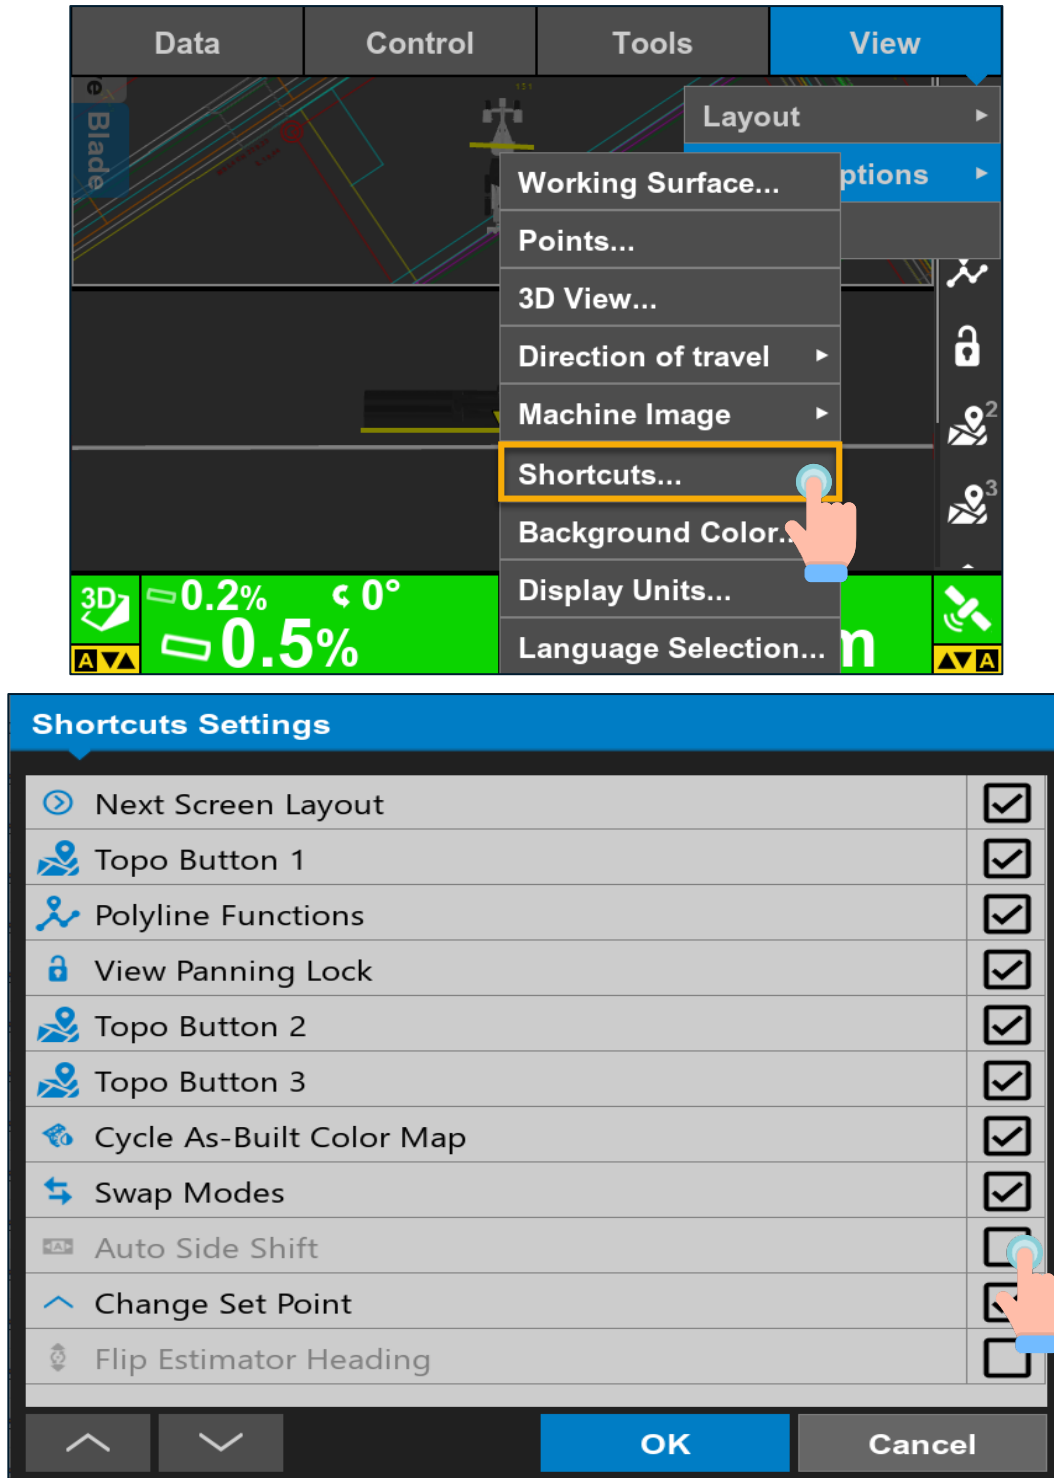 Data
Control
Tools
View
Blade
Layout
ptions
Working Surface...
Points...
3D View...
Direction of travel
Machine Image
Shortcuts...
Background Color..
Display Units...
Language Selection...
2
3
3D
0.2%
0°
0.5%
m
A
A
Shortcuts Settings
Next Screen Layout
Topo Button 1
Polyline Functions
View Panning Lock
Topo Button 2
Topo Button 3
Cycle As-Built Color Map
Swap Modes
Auto Side Shift
Change Set Point
Flip Estimator Heading
OK
Cancel